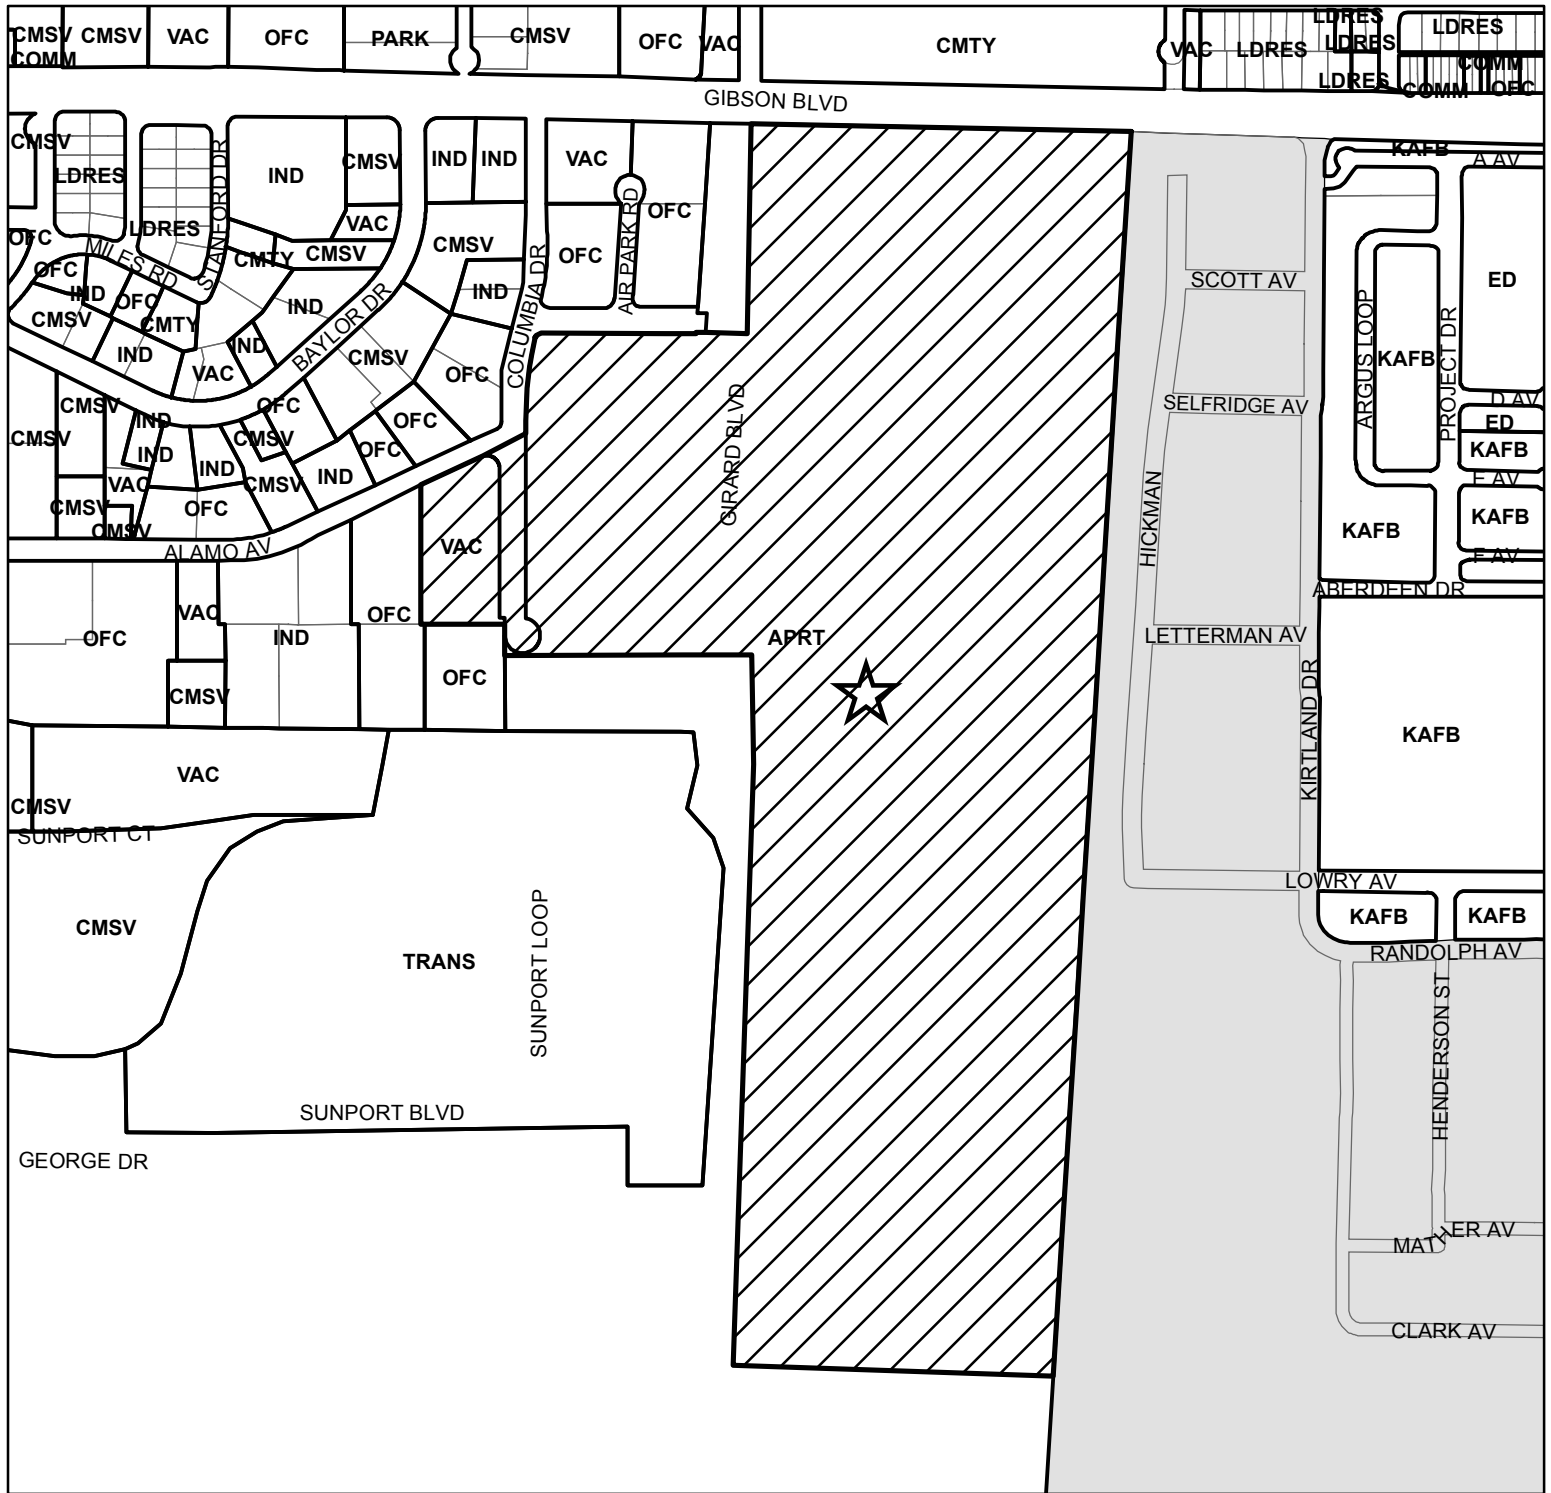 CMSV
CMSV
VAC
OFC
PARK
CMSV
OFC
VAC
CMTY
VAC
LDRES
LDRES
LDRES
LDRES
LDRES
COMM
COMM
COMM
OFC
GIBSON BLVD
CMSV
LDRES
LDRES
STANFORD DR
IND
CMSV
IND
IND
VAC
KAFB
A AV
OFC
MILES RD
CMTY
CMSV
VAC
CMSV
COLUMBIA DR
OFC
AIR PARK RD
OFC
OFC
IND
OFC
CMTY
CMSV
IND
VAC
IND
IND
BAYLOR DR
CMSV
IND
OFC
SCOTT AV
ARGUS LOOP
KAFB
PROJECT DR
ED
D AV
ED
KAFB
E AV
KAFB
F AV
KAFB
ABERDEEN DR
CMSV
CMSV
IND
IND
IND
VAC
CMSV
CMSV
OFC
OFC
CMSV
CMSV
IND
OFC
OFC
GIRARD BLVD
SELFRIDGE AV
HICKMAN
ALAMO AV
VAC
OFC
VAC
IND
OFC
CMSV
OFC
APRT
LETTERMAN AV
KIRTLAND DR
KAFB
VAC
CMSV
SUNPORT CT
CMSV
TRANS
SUNPORT LOOP
LOWRY AV
KAFB
KAFB
RANDOLPH AV
HENDERSON ST
SUNPORT BLVD
GEORGE DR
MATHER AV
CLARK AV